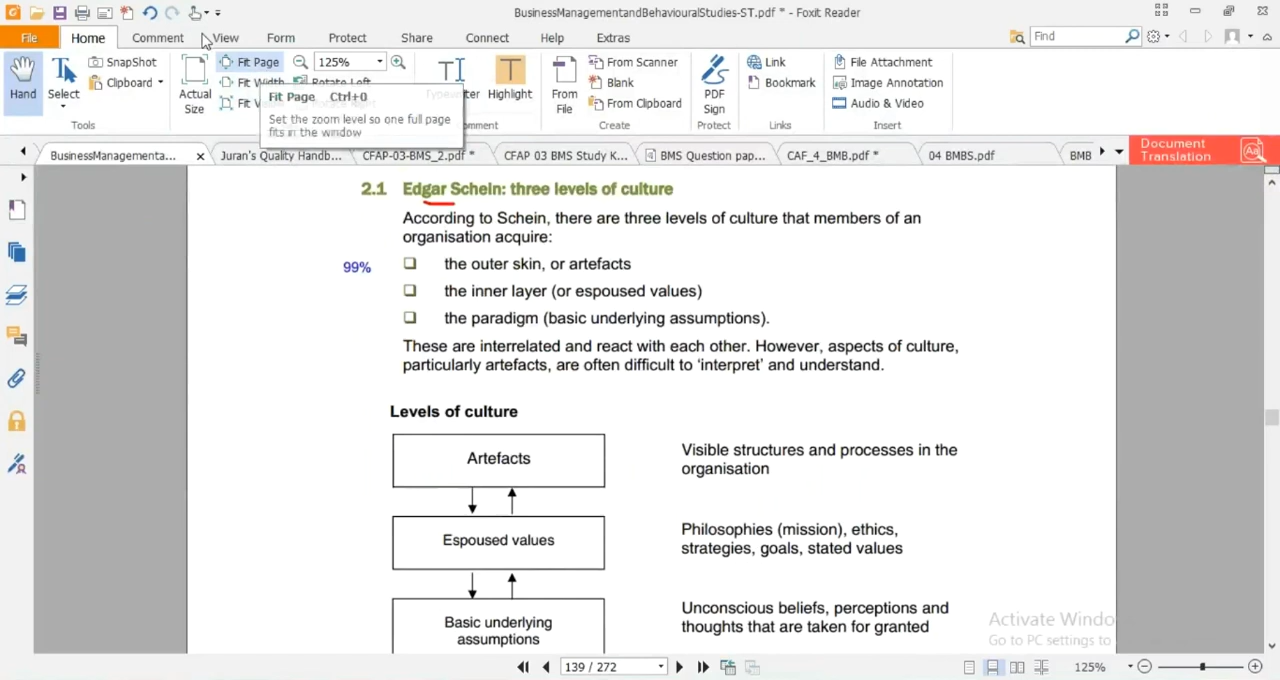 BusinessManagementandBehaviouralStudies-ST.pdf * - Foxit Reader
File Home Comment View Form Protect Share Connect Help Extras Find
SnapShot Fit Page 125% From Scanner Link File Attachment
Hand Select Clipboard Actual Size Fit Width Rotate Left Highlight From File Blank PDF Sign Bookmark Image Annotation
From Clipboard Audio & Video
Tools Create Protect Links Insert
Fit Page Ctrl+0
Set the zoom level so one full page
fits in the window
BusinessManagementa... Juran's Quality Handb... CFAP-03-BMS_2.pdf * CFAP 03 BMS Study K... BMS Question pap... CAF_4_BMB.pdf * 04 BMBS.pdf BMB
Document
Translation
2.1 Edgar Schein: three levels of culture
According to Schein, there are three levels of culture that members of an
organisation acquire:
99%
❑ the outer skin, or artefacts
❑ the inner layer (or espoused values)
❑ the paradigm (basic underlying assumptions).
These are interrelated and react with each other. However, aspects of culture,
particularly artefacts, are often difficult to ‘interpret’ and understand.
Levels of culture
Artefacts
Visible structures and processes in the
organisation
Espoused values
Philosophies (mission), ethics,
strategies, goals, stated values
Basic underlying
assumptions
Unconscious beliefs, perceptions and
thoughts that are taken for granted
Activate Windo
Go to PC settings to
139 / 272
125%